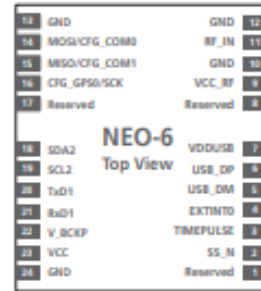 13 GND GND 12
14 MOSI/CFG_COM0 RF_IN 11
15 MISO/CFG_COM1 GND 10
16 CFG_GPS0/SCK VCC_RF 9
17 Reserved Reserved 8
NEO-6
Top View
18 SDA2 VDDUSB 7
19 SCL2 USB_DP 6
20 TxD1 USB_DM 5
21 RxD1 EXTINT0 4
22 V_BCKP TIMEPULSE 3
23 VCC SS_N 2
24 GND Reserved 1